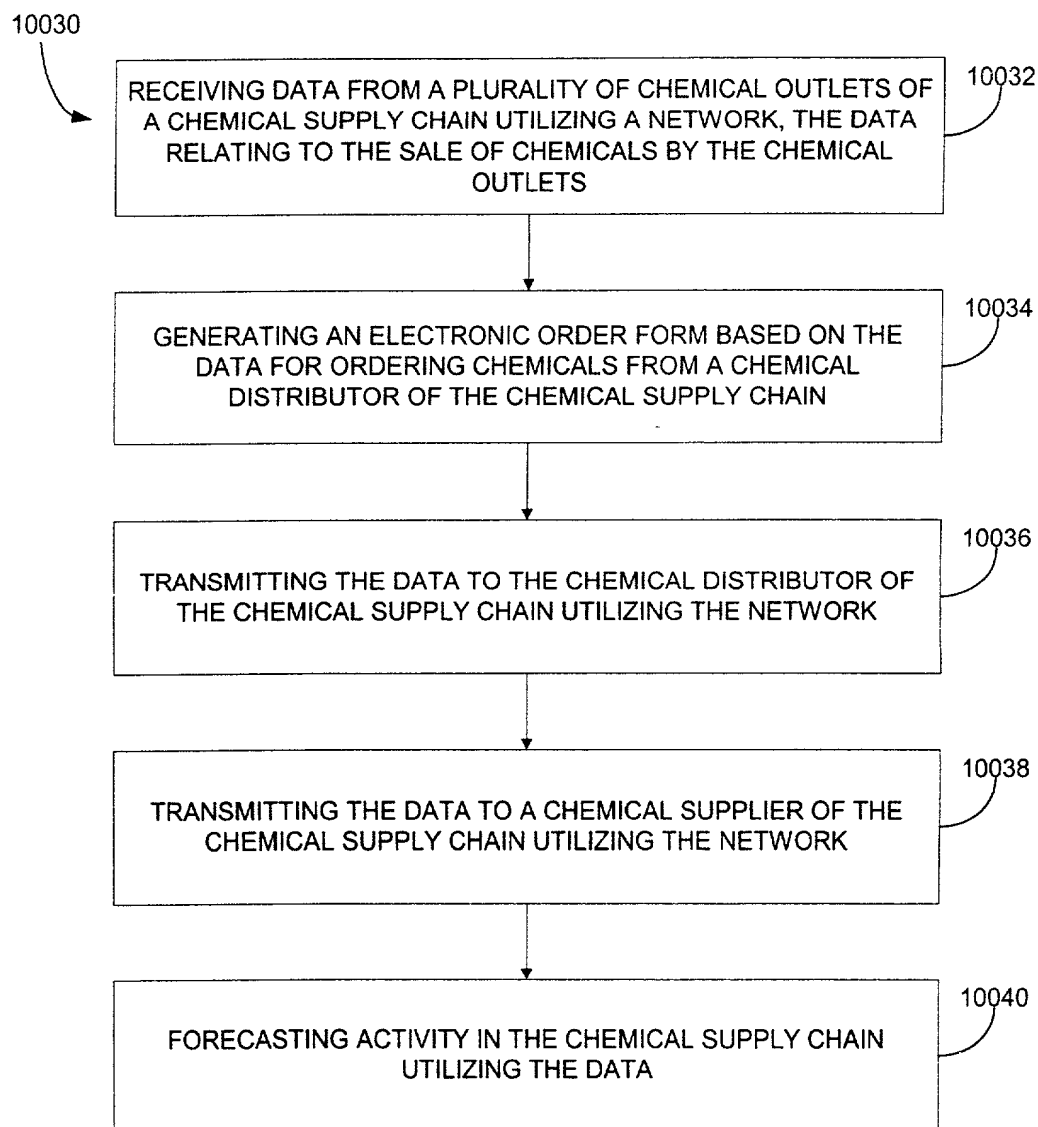 10030
RECEIVING DATA FROM A PLURALITY OF CHEMICAL OUTLETS OF
A CHEMICAL SUPPLY CHAIN UTILIZING A NETWORK, THE DATA
RELATING TO THE SALE OF CHEMICALS BY THE CHEMICAL
OUTLETS
10032
GENERATING AN ELECTRONIC ORDER FORM BASED ON THE
DATA FOR ORDERING CHEMICALS FROM A CHEMICAL
DISTRIBUTOR OF THE CHEMICAL SUPPLY CHAIN
10034
TRANSMITTING THE DATA TO THE CHEMICAL DISTRIBUTOR OF
THE CHEMICAL SUPPLY CHAIN UTILIZING THE NETWORK
10036
TRANSMITTING THE DATA TO A CHEMICAL SUPPLIER OF THE
CHEMICAL SUPPLY CHAIN UTILIZING THE NETWORK
10038
FORECASTING ACTIVITY IN THE CHEMICAL SUPPLY CHAIN
UTILIZING THE DATA
10040